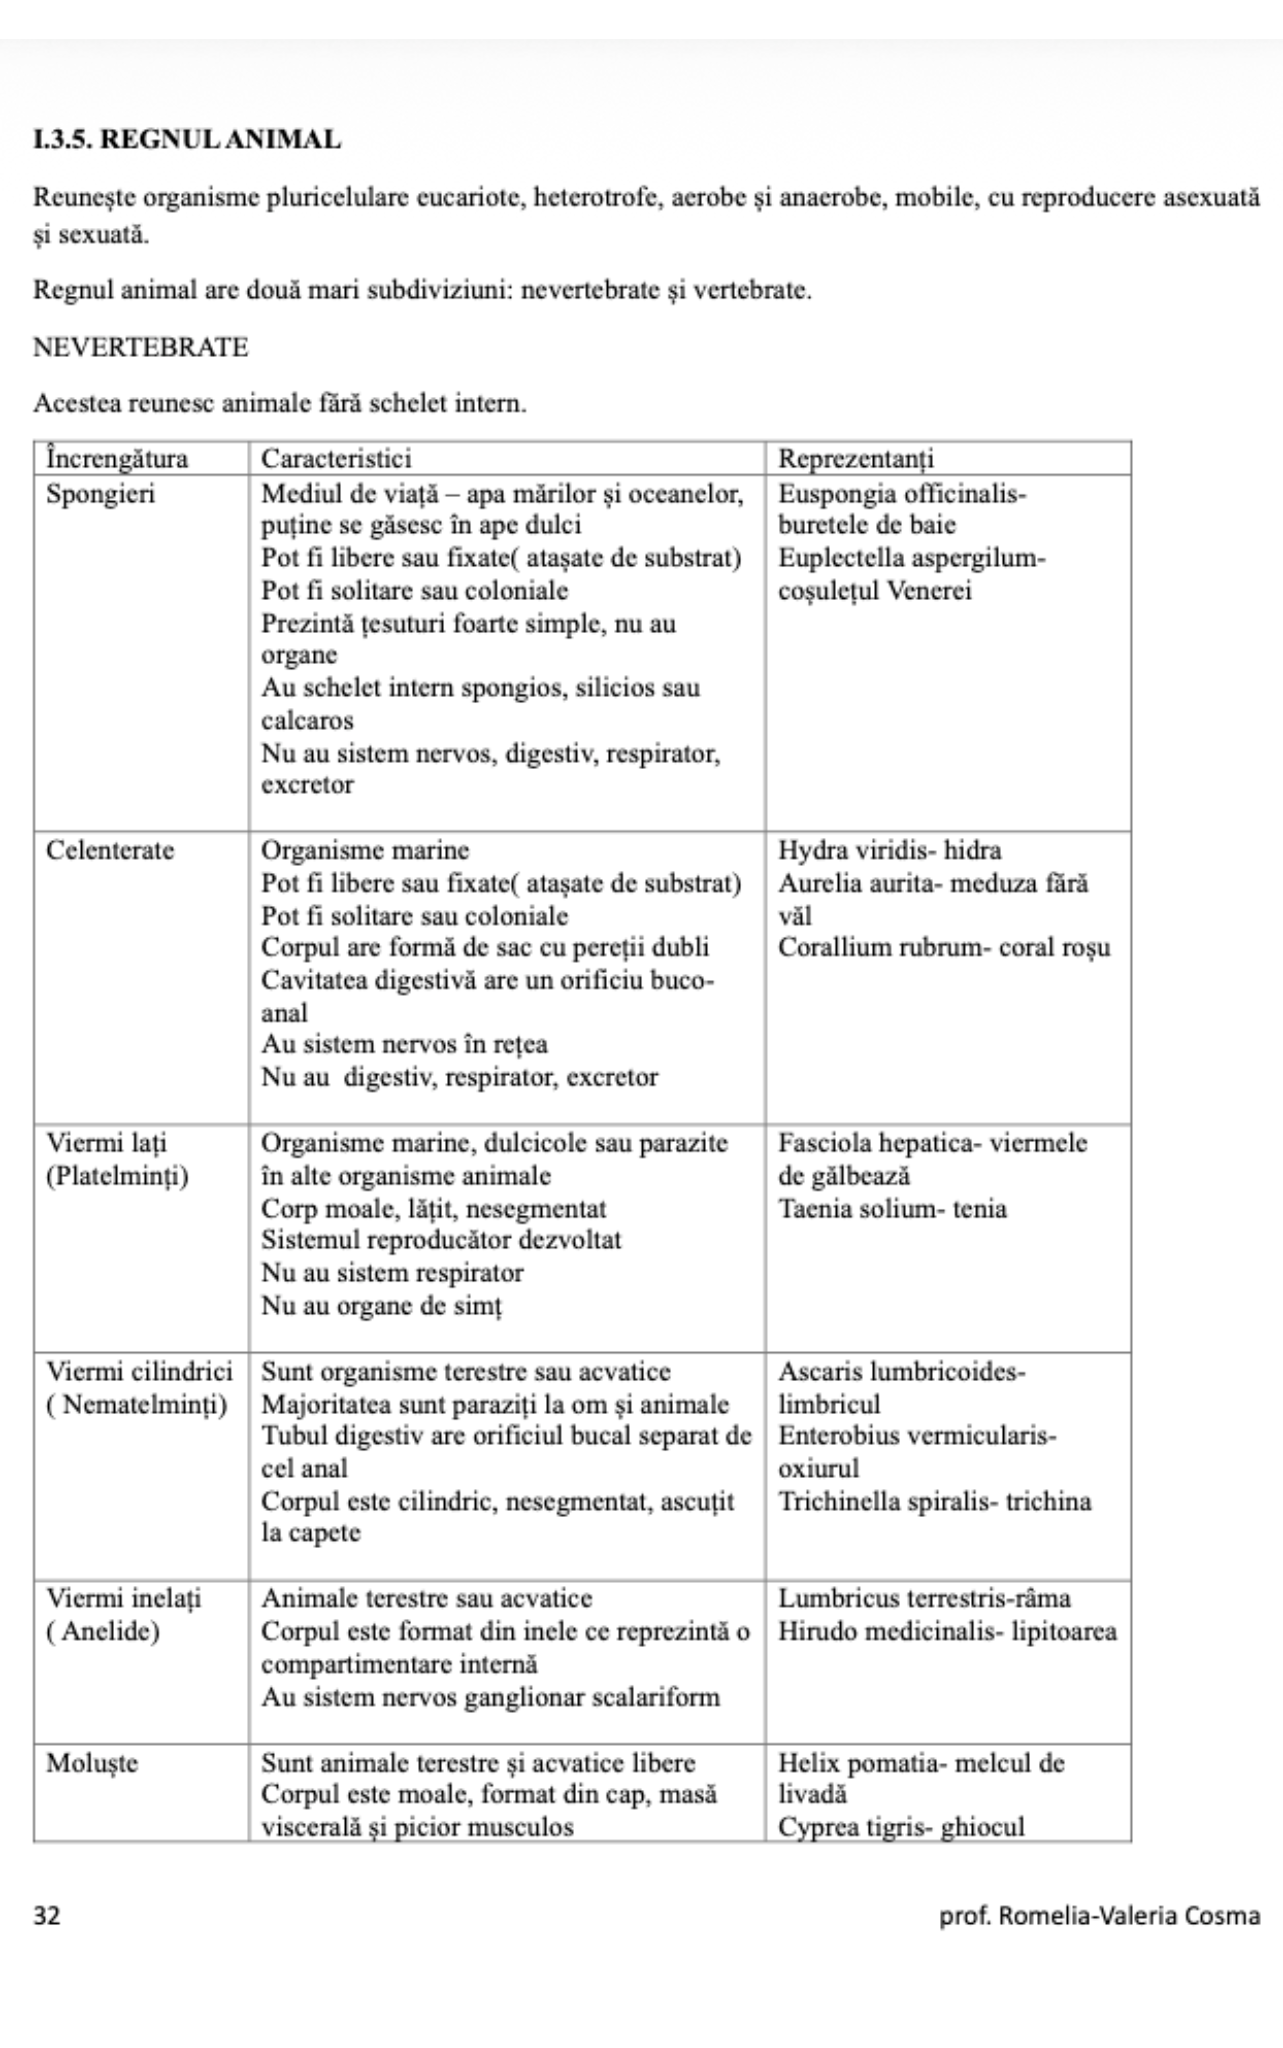 I.3.5. REGNUL ANIMAL
Reunește organisme pluricelulare eucariote, heterotrofe, aerobe și anaerobe, mobile, cu reproducere asexuată
și sexuată.
Regnul animal are două mari subdiviziuni: nevertebrate și vertebrate.
NEVERTEBRATE
Acestea reunesc animale fără schelet intern.
Încrengătura
Caracteristici
Reprezentanți
Spongieri
Mediul de viață – apa mărilor și oceanelor,
puține se găsesc în ape dulci
Pot fi libere sau fixate( atașate de substrat)
Pot fi solitare sau coloniale
Prezintă țesuturi foarte simple, nu au
organe
Au schelet intern spongios, silicios sau
calcaros
Nu au sistem nervos, digestiv, respirator,
excretor
Euspongia officinalis-
buretele de baie
Euplectella aspergilum-
coșulețul Venerei
Celenterate
Organisme marine
Pot fi libere sau fixate( atașate de substrat)
Pot fi solitare sau coloniale
Corpul are formă de sac cu pereții dubli
Cavitatea digestivă are un orificiu buco-
anal
Au sistem nervos în rețea
Nu au  digestiv, respirator, excretor
Hydra viridis- hidra
Aurelia aurita- meduza fără
văl
Corallium rubrum- coral roșu
Viermi lați
(Platelminți)
Organisme marine, dulcicole sau parazite
în alte organisme animale
Corp moale, lățit, nesegmentat
Sistemul reproducător dezvoltat
Nu au sistem respirator
Nu au organe de simț
Fasciola hepatica- viermele
de gălbează
Taenia solium- tenia
Viermi cilindrici
( Nematelminți)
Sunt organisme terestre sau acvatice
Majoritatea sunt paraziți la om și animale
Tubul digestiv are orificiul bucal separat de
cel anal
Corpul este cilindric, nesegmentat, ascuțit
la capete
Ascaris lumbricoides-
limbricul
Enterobius vermicularis-
oxiurul
Trichinella spiralis- trichina
Viermi inelați
( Anelide)
Animale terestre sau acvatice
Corpul este format din inele ce reprezintă o
compartimentare internă
Au sistem nervos ganglionar scalariform
Lumbricus terrestris-râma
Hirudo medicinalis- lipitoarea
Moluște
Sunt animale terestre și acvatice libere
Corpul este moale, format din cap, masă
viscerală și picior musculos
Helix pomatia- melcul de
livadă
Cyprea tigris- ghiocul
32
prof. Romelia-Valeria Cosma